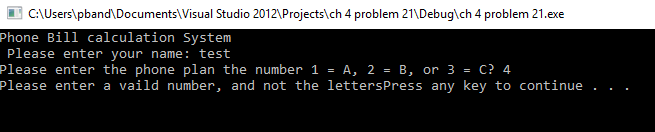 C:\Users\pband\Documents\Visual Studio 2012\Projects\ch 4 problem 21\Debug\ch 4 problem 21.exe
Phone Bill calculation System
Please enter your name: test
Please enter the phone plan the number 1 = A, 2 = B, or 3 = C? 4
Please enter a vaild number, and not the lettersPress any key to continue . . .